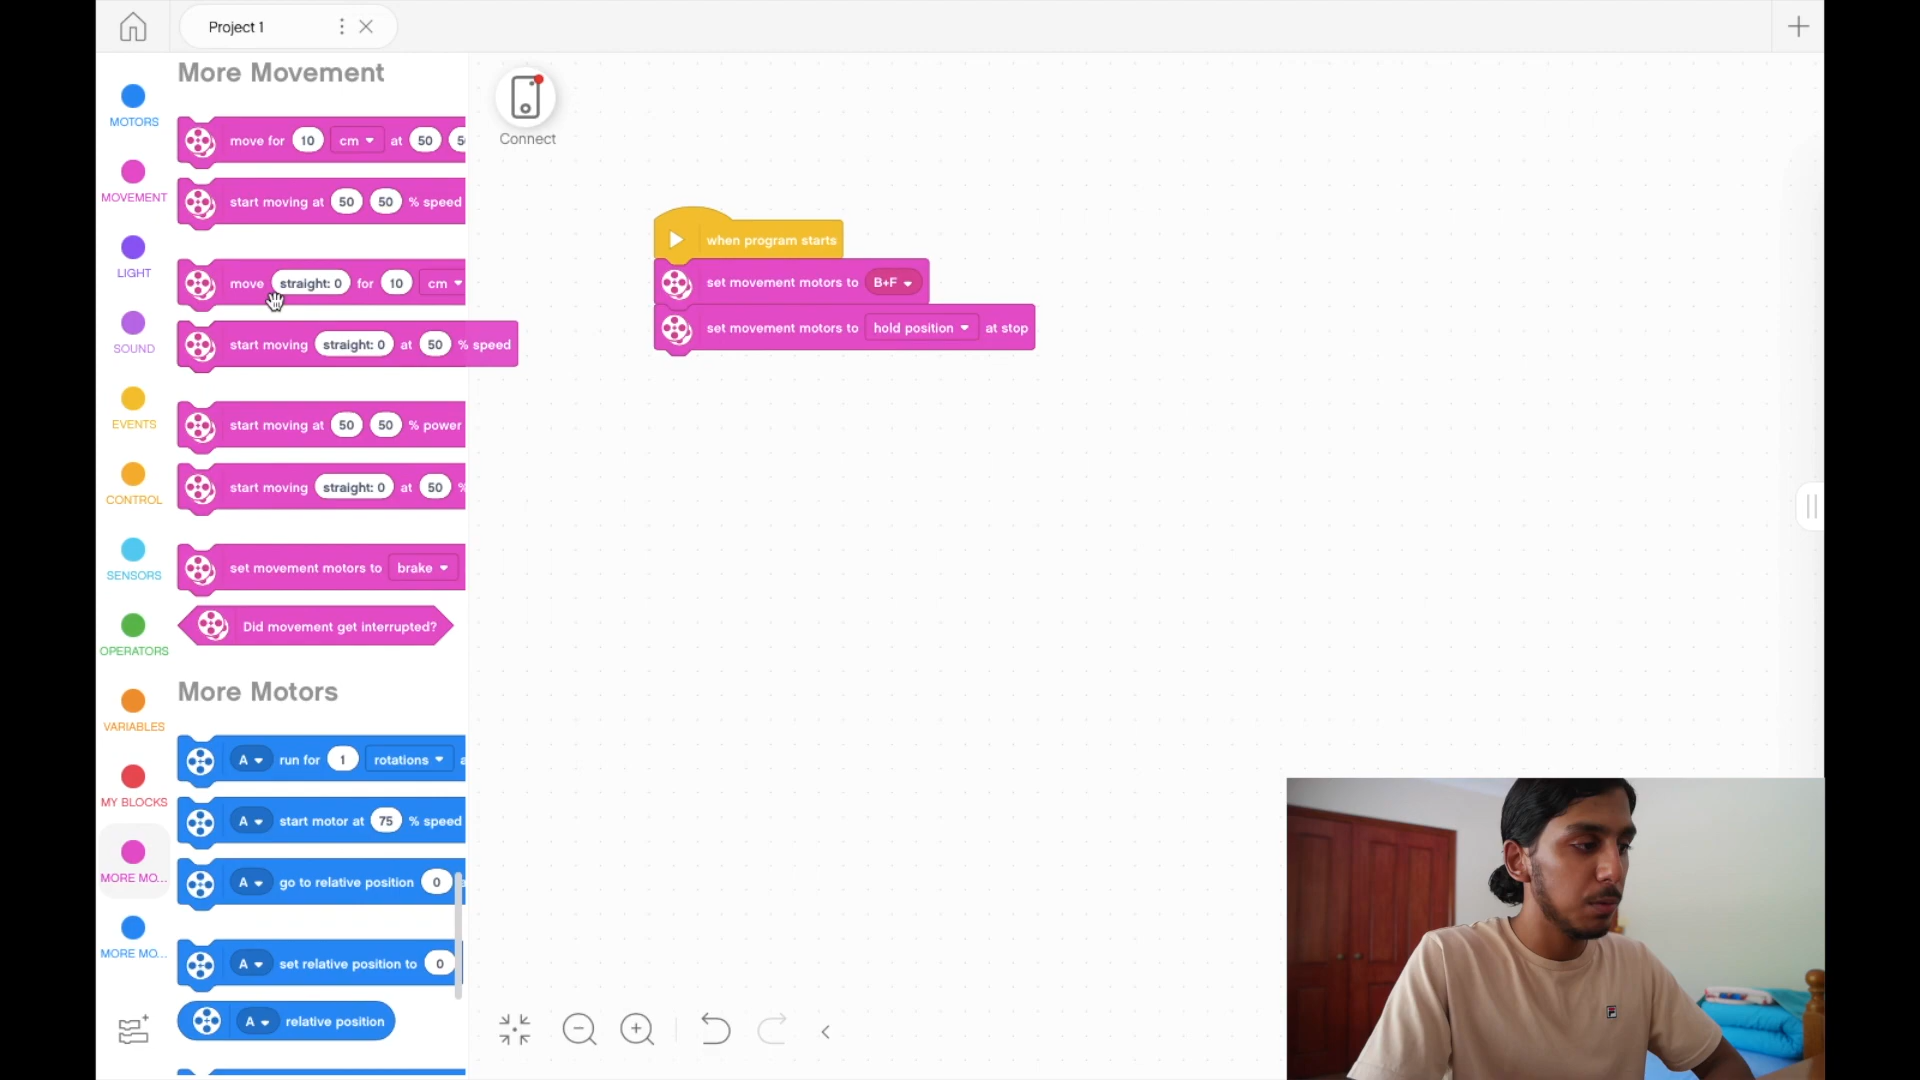 Project 1
More Movement
MOTORS
MOVEMENT
LIGHT
SOUND
EVENTS
CONTROL
SENSORS
OPERATORS
VARIABLES
MY BLOCKS
MORE MO...
MORE MO...
move for 10 cm at 50
start moving at 50 50 % speed
move straight: 0 for 10 cm
start moving straight: 0 at 50 % speed
start moving at 50 50 % power
start moving straight: 0 at 50 %
set movement motors to brake
Did movement get interrupted?
More Motors
A run for 1 rotations
A start motor at 75 % speed
A go to relative position 0
A set relative position to 0
A relative position
Connect
when program starts
set movement motors to B+F
set movement motors to hold position at stop